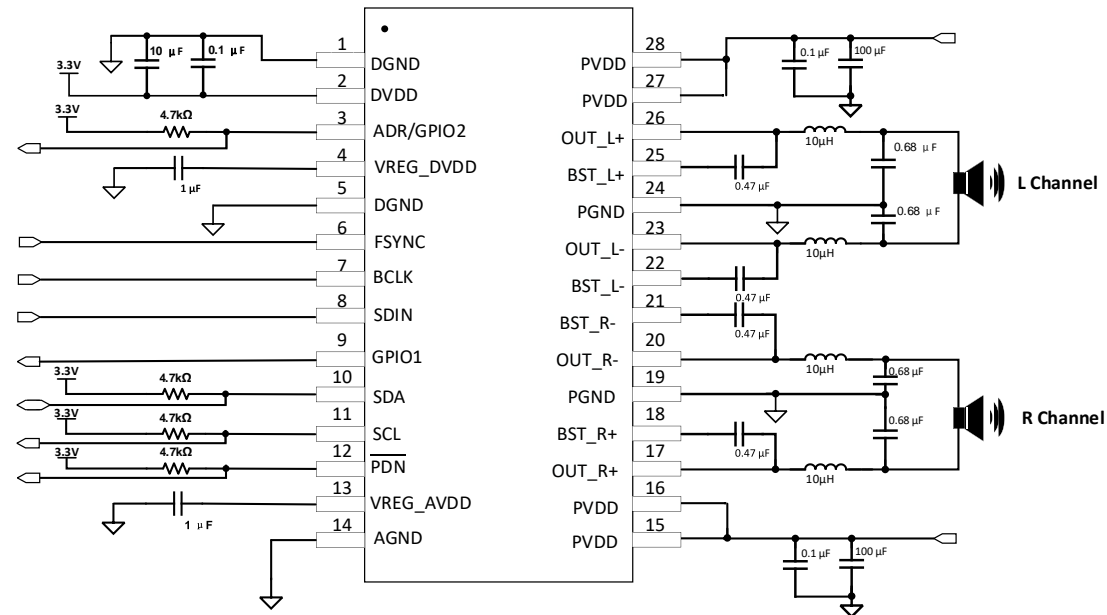 10 μF
0.1 μF
3.3V
1
DGND
2
DVDD
3.3V
4.7kΩ
3
ADR/GPIO2
4
VREG_DVDD
1 μF
5
DGND
6
FSYNC
7
BCLK
8
SDIN
9
GPIO1
3.3V
4.7kΩ
10
SDA
3.3V
4.7kΩ
11
SCL
3.3V
4.7kΩ
12
PDN
13
VREG_AVDD
1 μF
14
AGND
28
PVDD
0.1 μF
100 μF
27
PVDD
26
OUT_L+
10μH
25
BST_L+
0.47 μF
0.68 μF
24
PGND
L Channel
0.68 μF
23
OUT_L-
10μH
22
BST_L-
0.47 μF
21
BST_R-
0.47 μF
20
OUT_R-
10μH
0.68 μF
19
PGND
18
BST_R+
0.47 μF
0.68 μF
R Channel
17
OUT_R+
10μH
16
PVDD
15
PVDD
0.1 μF
100 μF